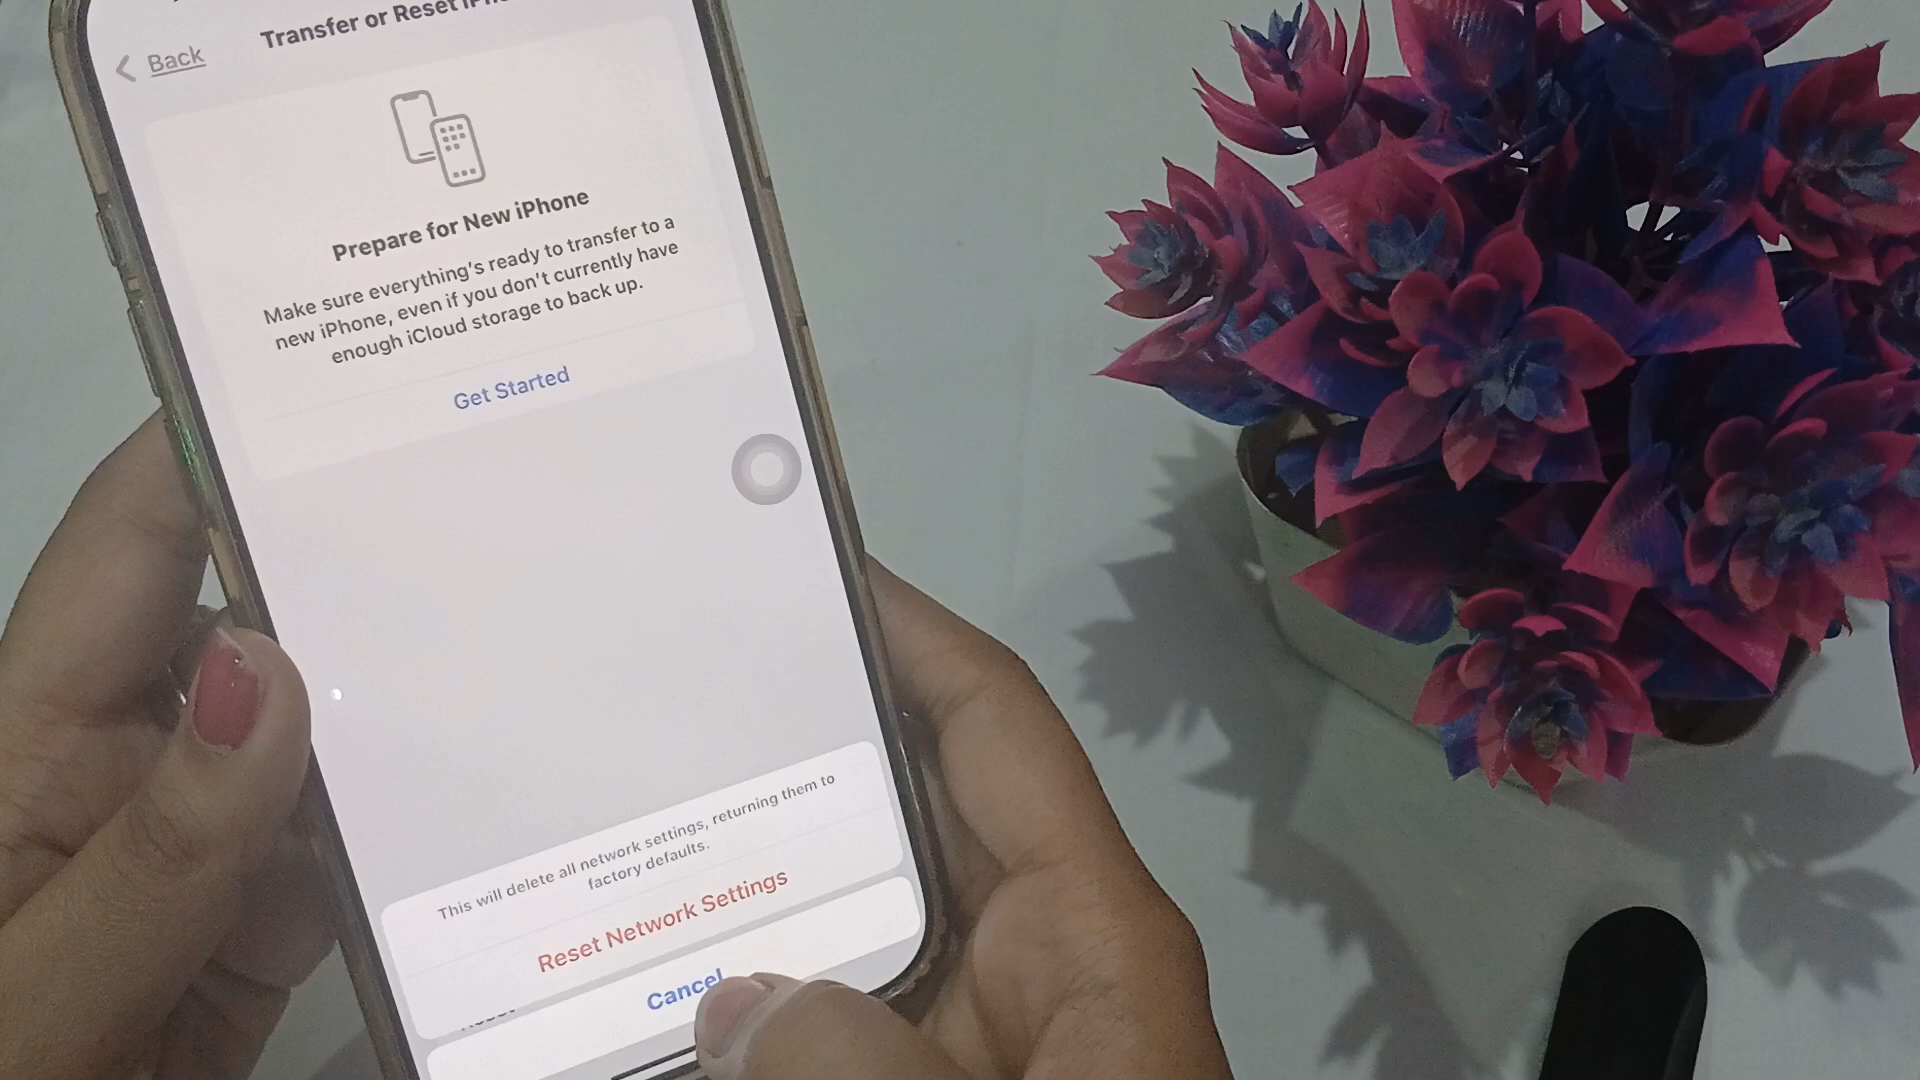 Transfer or Reset iPho
Back
Prepare for New iPhone
Make sure everything's ready to transfer to a
new iPhone, even if you don't currently have
enough iCloud storage to back up.
Get Started
This will delete all network settings, returning them to
factory defaults.
Reset Network Settings
Cancel